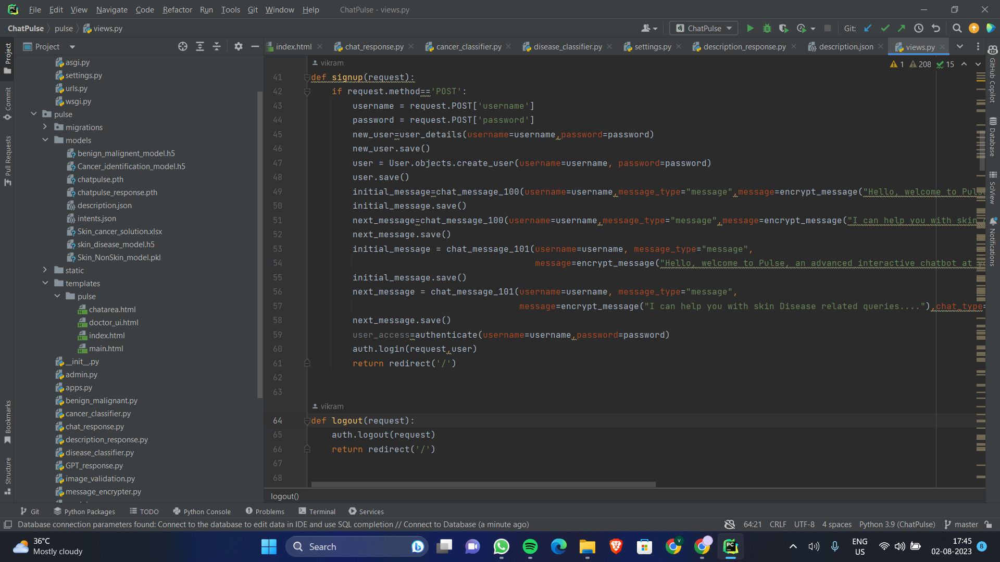 File Edit View Navigate Code Refactor Run Tools Git Window Help ChatPulse - views.py
ChatPulse pulse views.py ChatPulse Git:
Project
index.html chat_response.py cancer_classifier.py disease_classifier.py settings.py description_response.py description.json views.py
Project
Commit
Pull Requests
Bookmarks
Structure
asgi.py
settings.py
urls.py
wsgi.py
pulse
migrations
models
benign_malignent_model.h5
Cancer_identification_model.h5
chatpulse.pth
chatpulse_response.pth
description.json
intents.json
Skin_cancer_solution.xlsx
skin_disease_model.h5
Skin_NonSkin_model.pkl
static
templates
pulse
chatarea.html
doctor_ui.html
index.html
main.html
__init__.py
admin.py
apps.py
benign_malignant.py
cancer_classifier.py
chat_response.py
description_response.py
disease_classifier.py
GPT_response.py
image_validation.py
message_encrypter.py
vikram
1 208 15
41 def signup(request):
42 if request.method=='POST':
43 username = request.POST['username']
44 password = request.POST['password']
45 new_user=user_details(username=username,password=password)
46 new_user.save()
47 user = User.objects.create_user(username=username, password=password)
48 user.save()
49 initial_message=chat_message_100(username=username,message_type="message",message=encrypt_message("Hello, welcome to Puls
50 initial_message.save()
51 next_message=chat_message_100(username=username,message_type="message",message=encrypt_message("I can help you with skin
52 next_message.save()
53 initial_message = chat_message_101(username=username, message_type="message",
54 message=encrypt_message("Hello, welcome to Pulse, an advanced interactive chatbot at
55 initial_message.save()
56 next_message = chat_message_101(username=username, message_type="message",
57 message=encrypt_message("I can help you with skin Disease related queries...."),chat_type=
58 next_message.save()
59 user_access=authenticate(username=username,password=password)
60 auth.login(request,user)
61 return redirect('/')
62
63
vikram
64 def logout(request):
65 auth.logout(request)
66 return redirect('/')
67
68
logout()
GitHub Copilot
Database
SciView
Notifications
Git Python Packages TODO Python Console Problems Terminal Services
Database connection parameters found: Connect to the database to edit data in IDE and use SQL completion // Connect to Database (a minute ago) 64:21 CRLF UTF-8 4 spaces Python 3.9 (ChatPulse) master
36°C
Mostly cloudy
Search
ENG
US
17:45
02-08-2023
8